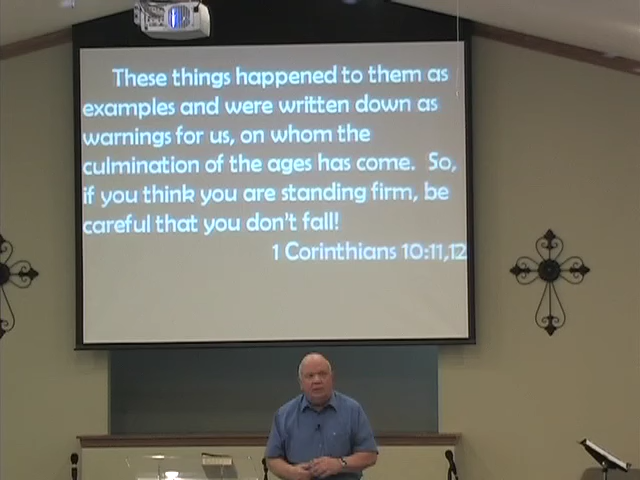 These things happened to them as
examples and were written down as
warnings for us, on whom the
culmination of the ages has come. So,
if you think you are standing firm, be
careful that you don't fall!
1 Corinthians 10:11,12